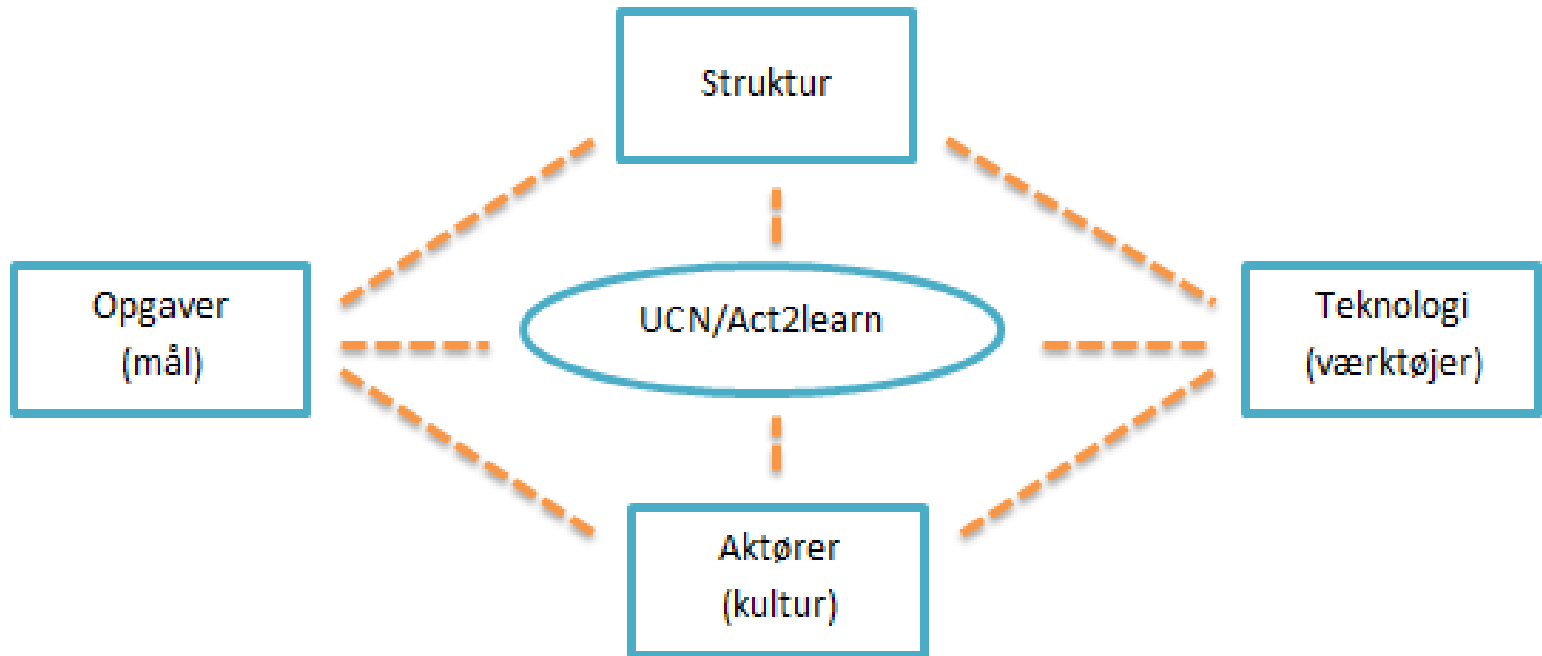 Struktur
Opgaver
(mål)
UCN/Act2learn
Teknologi
(værktøjer)
Aktører
(kultur)